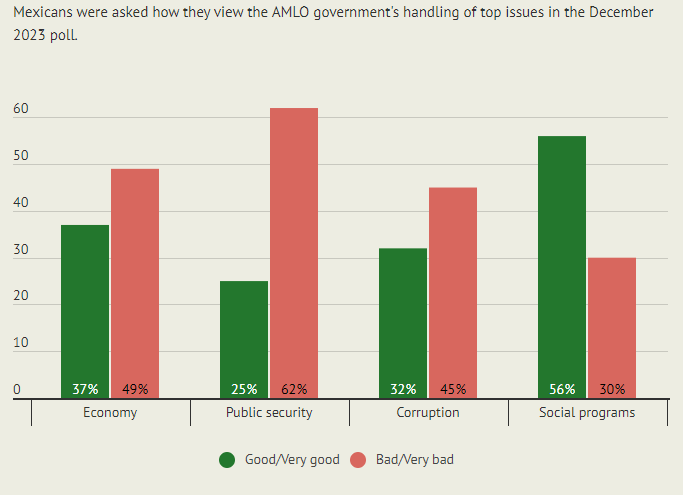 Mexicans were asked how they view the AMLO government's handling of top issues in the December
2023 poll.
60
50
40
30
20
10
0
37% 49% 25% 62% 32% 45% 56% 30%
Economy Public security Corruption Social programs
Good/Very good Bad/Very bad